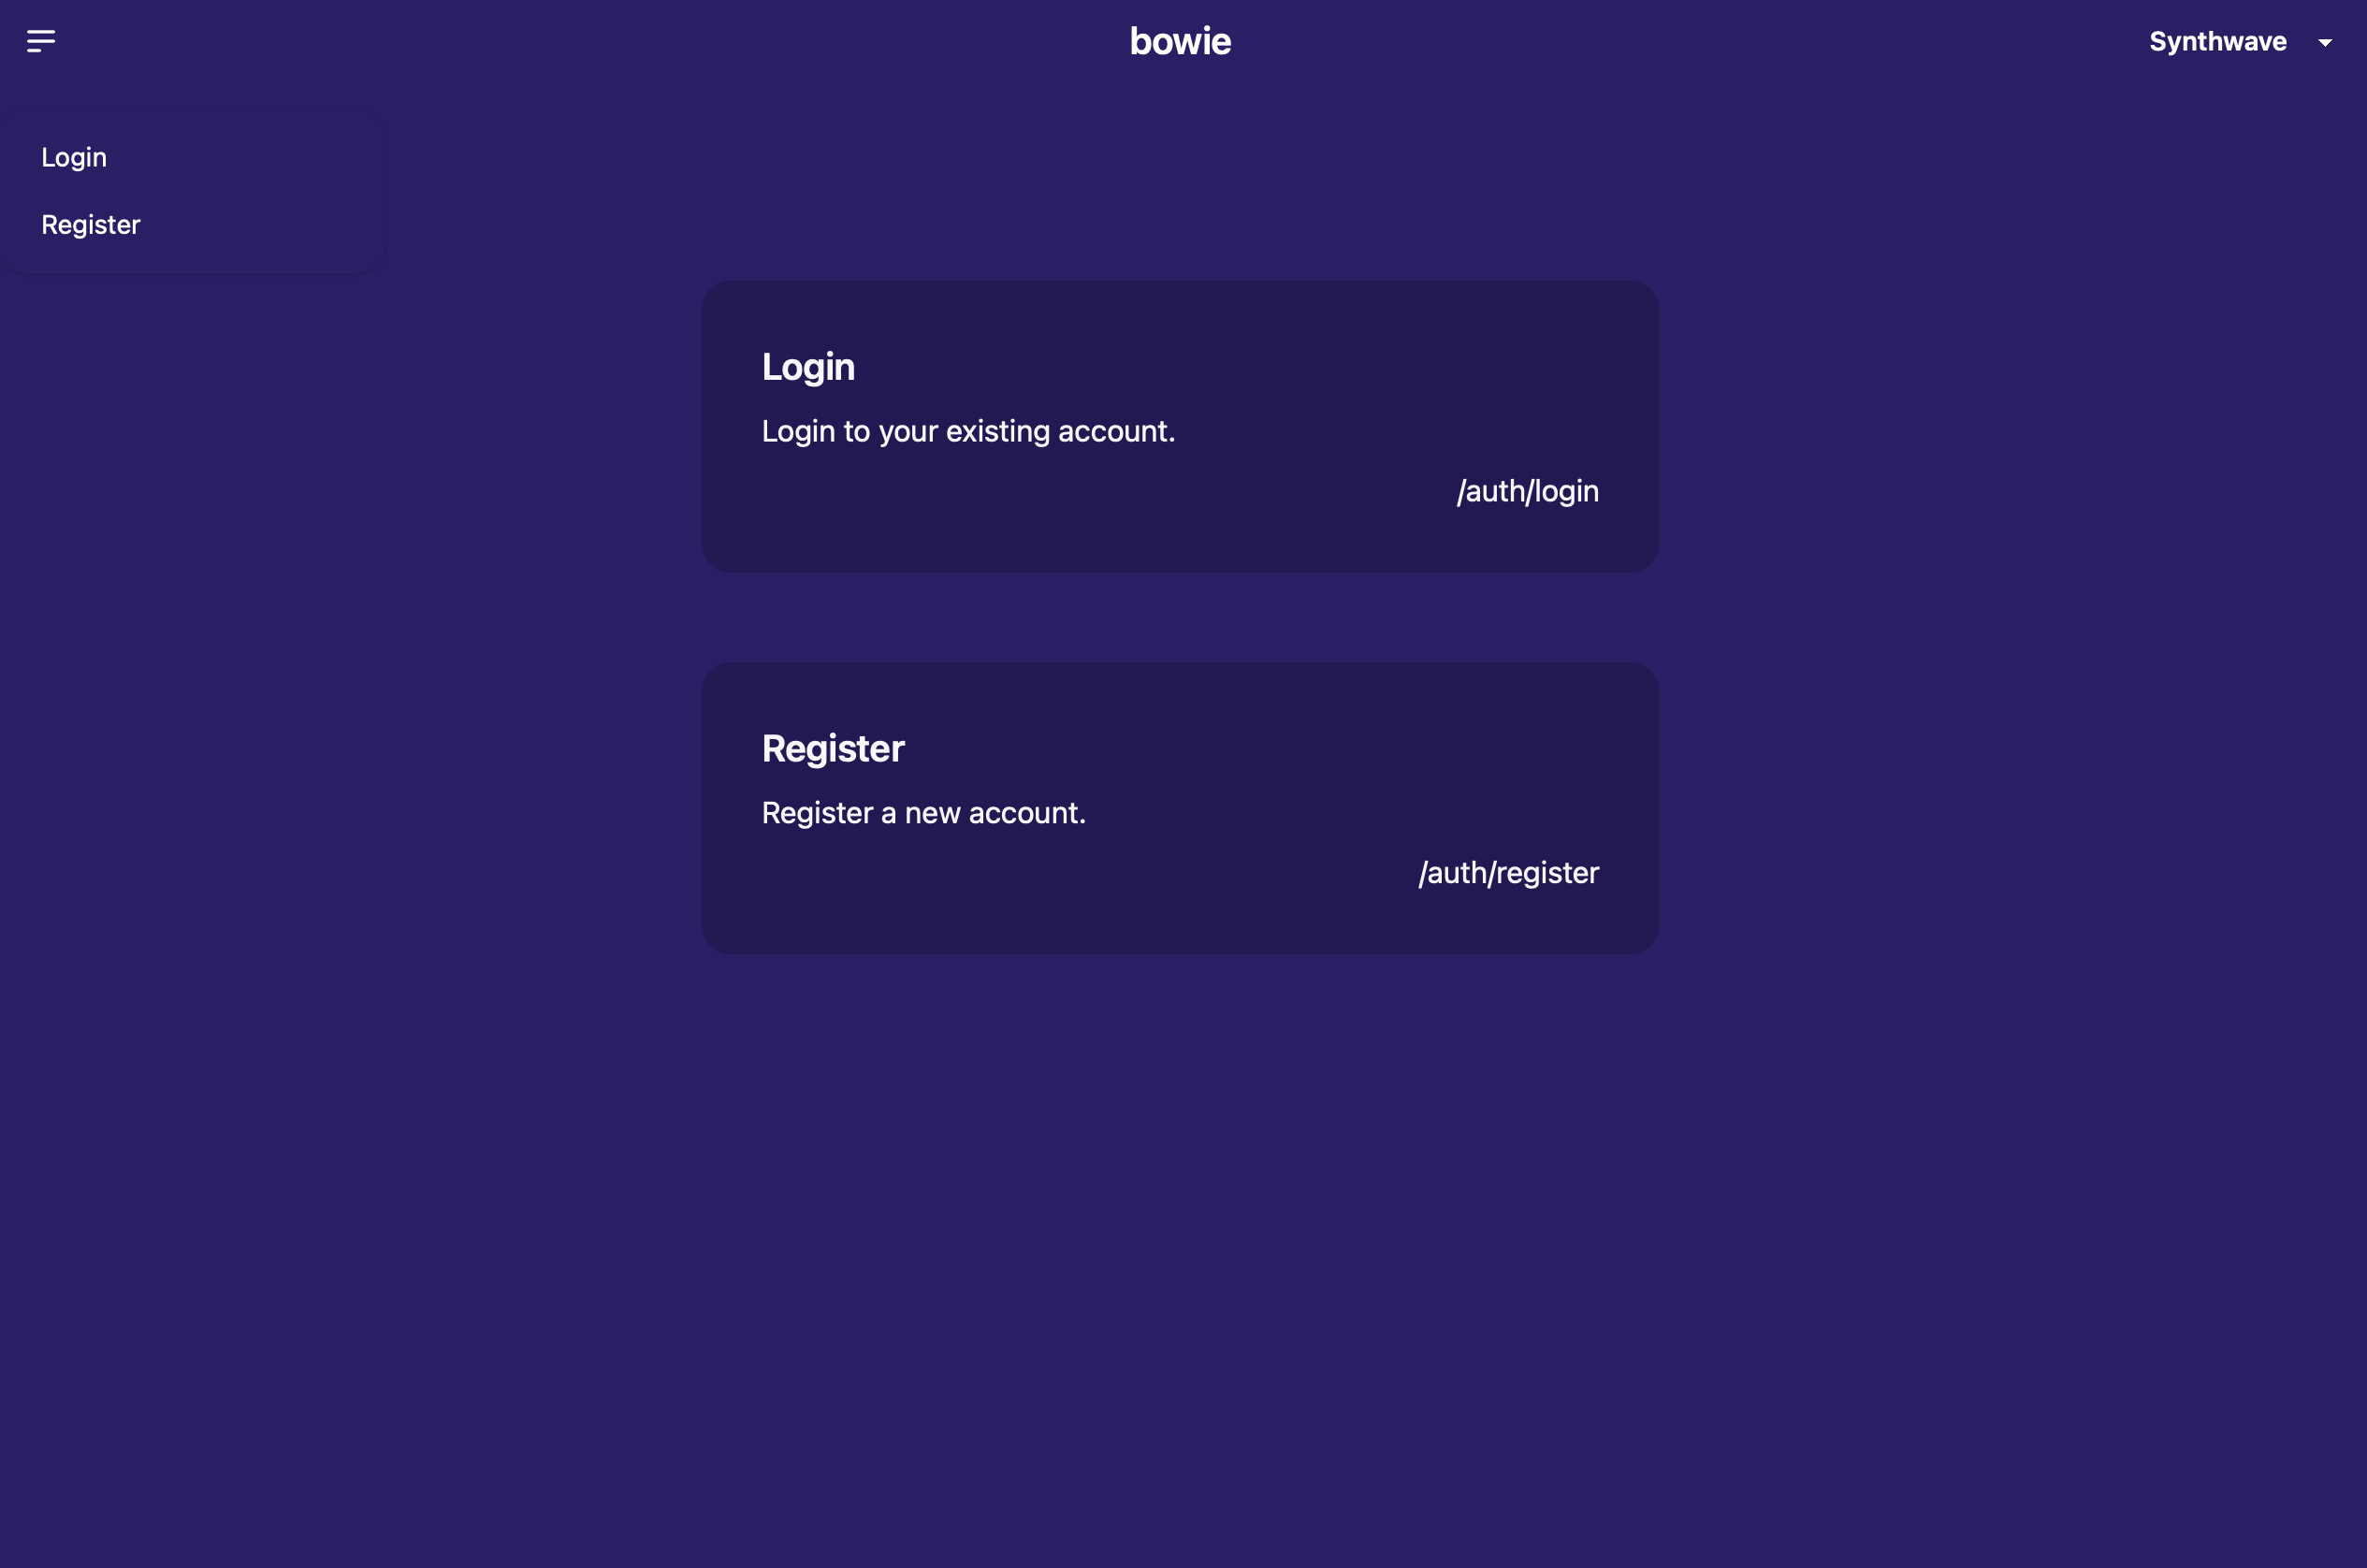 bowie
Synthwave
Login
Register
Login
Login to your existing account.
/auth/login
Register
Register a new account.
/auth/register